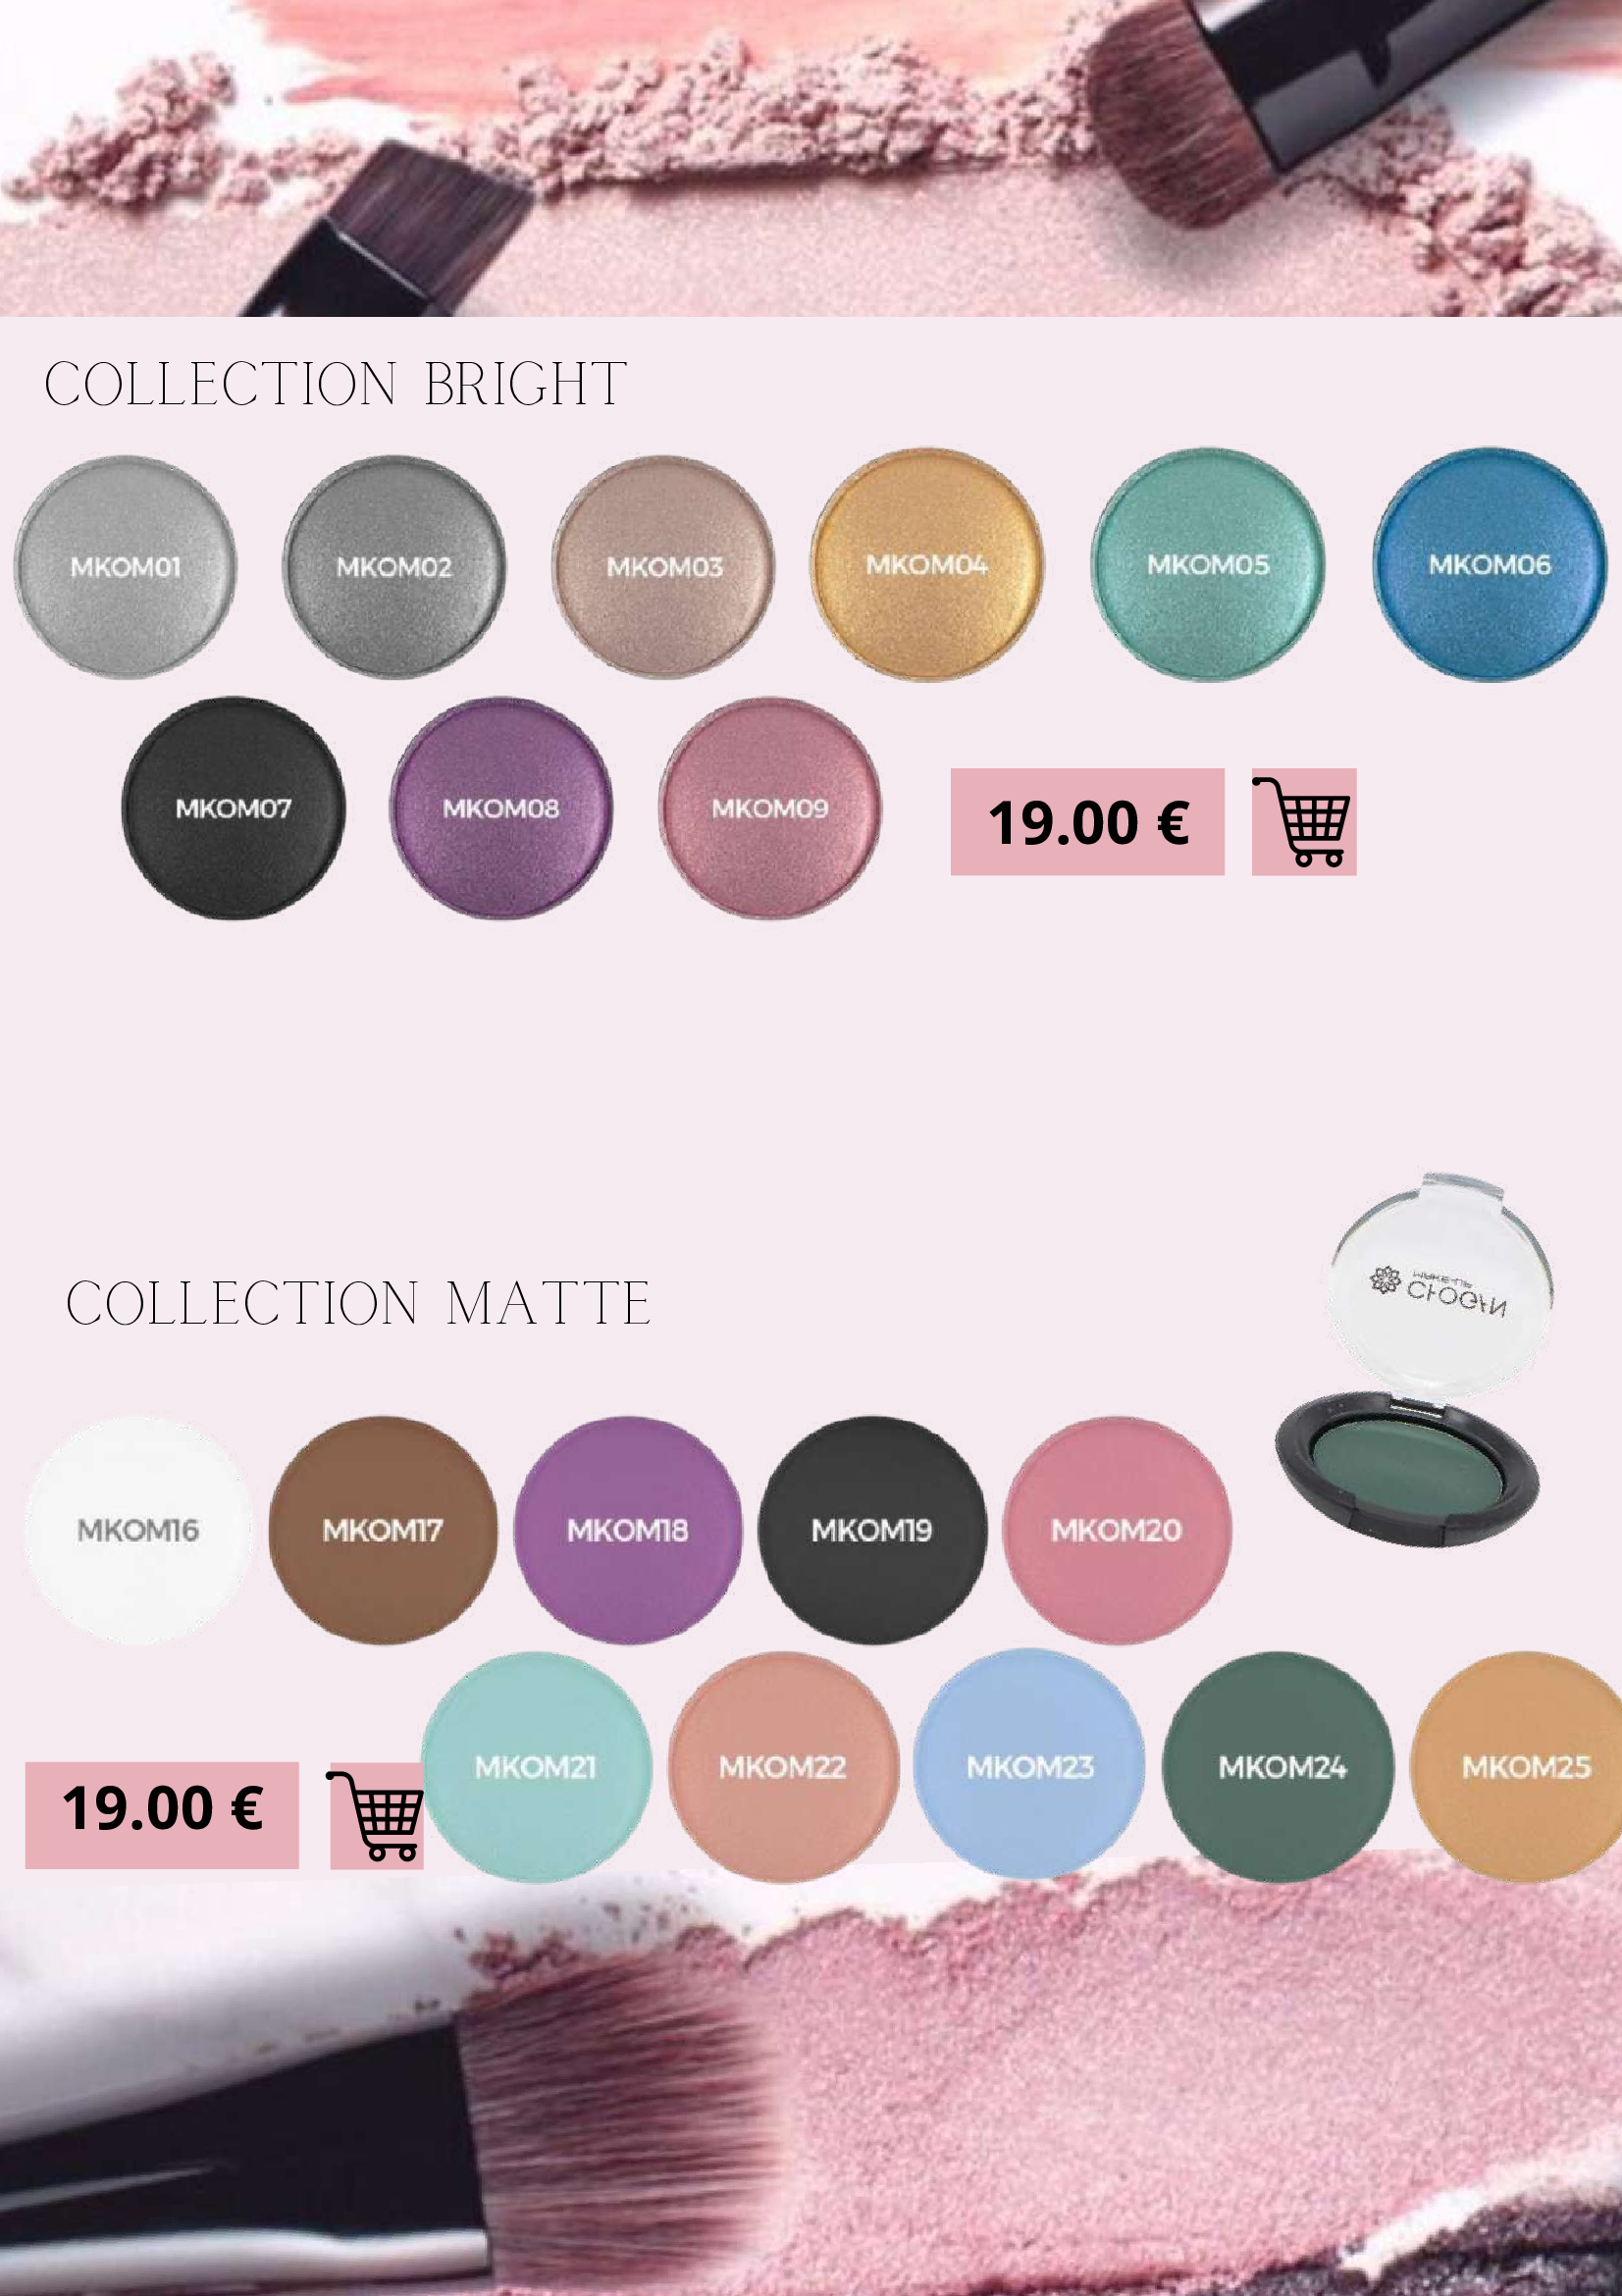 COLLECTION BRIGHT
MKOM01 MKOM02 MKOM03 MKOM04 MKOM05 MKOM06
MKOM07 MKOM08 MKOM09
19.00 €
MAKE-UP
CHOGAN
COLLECTION MATTE
MKOM16 MKOM17 MKOM18 MKOM19 MKOM20
MKOM21 MKOM22 MKOM23 MKOM24 MKOM25
19.00 €